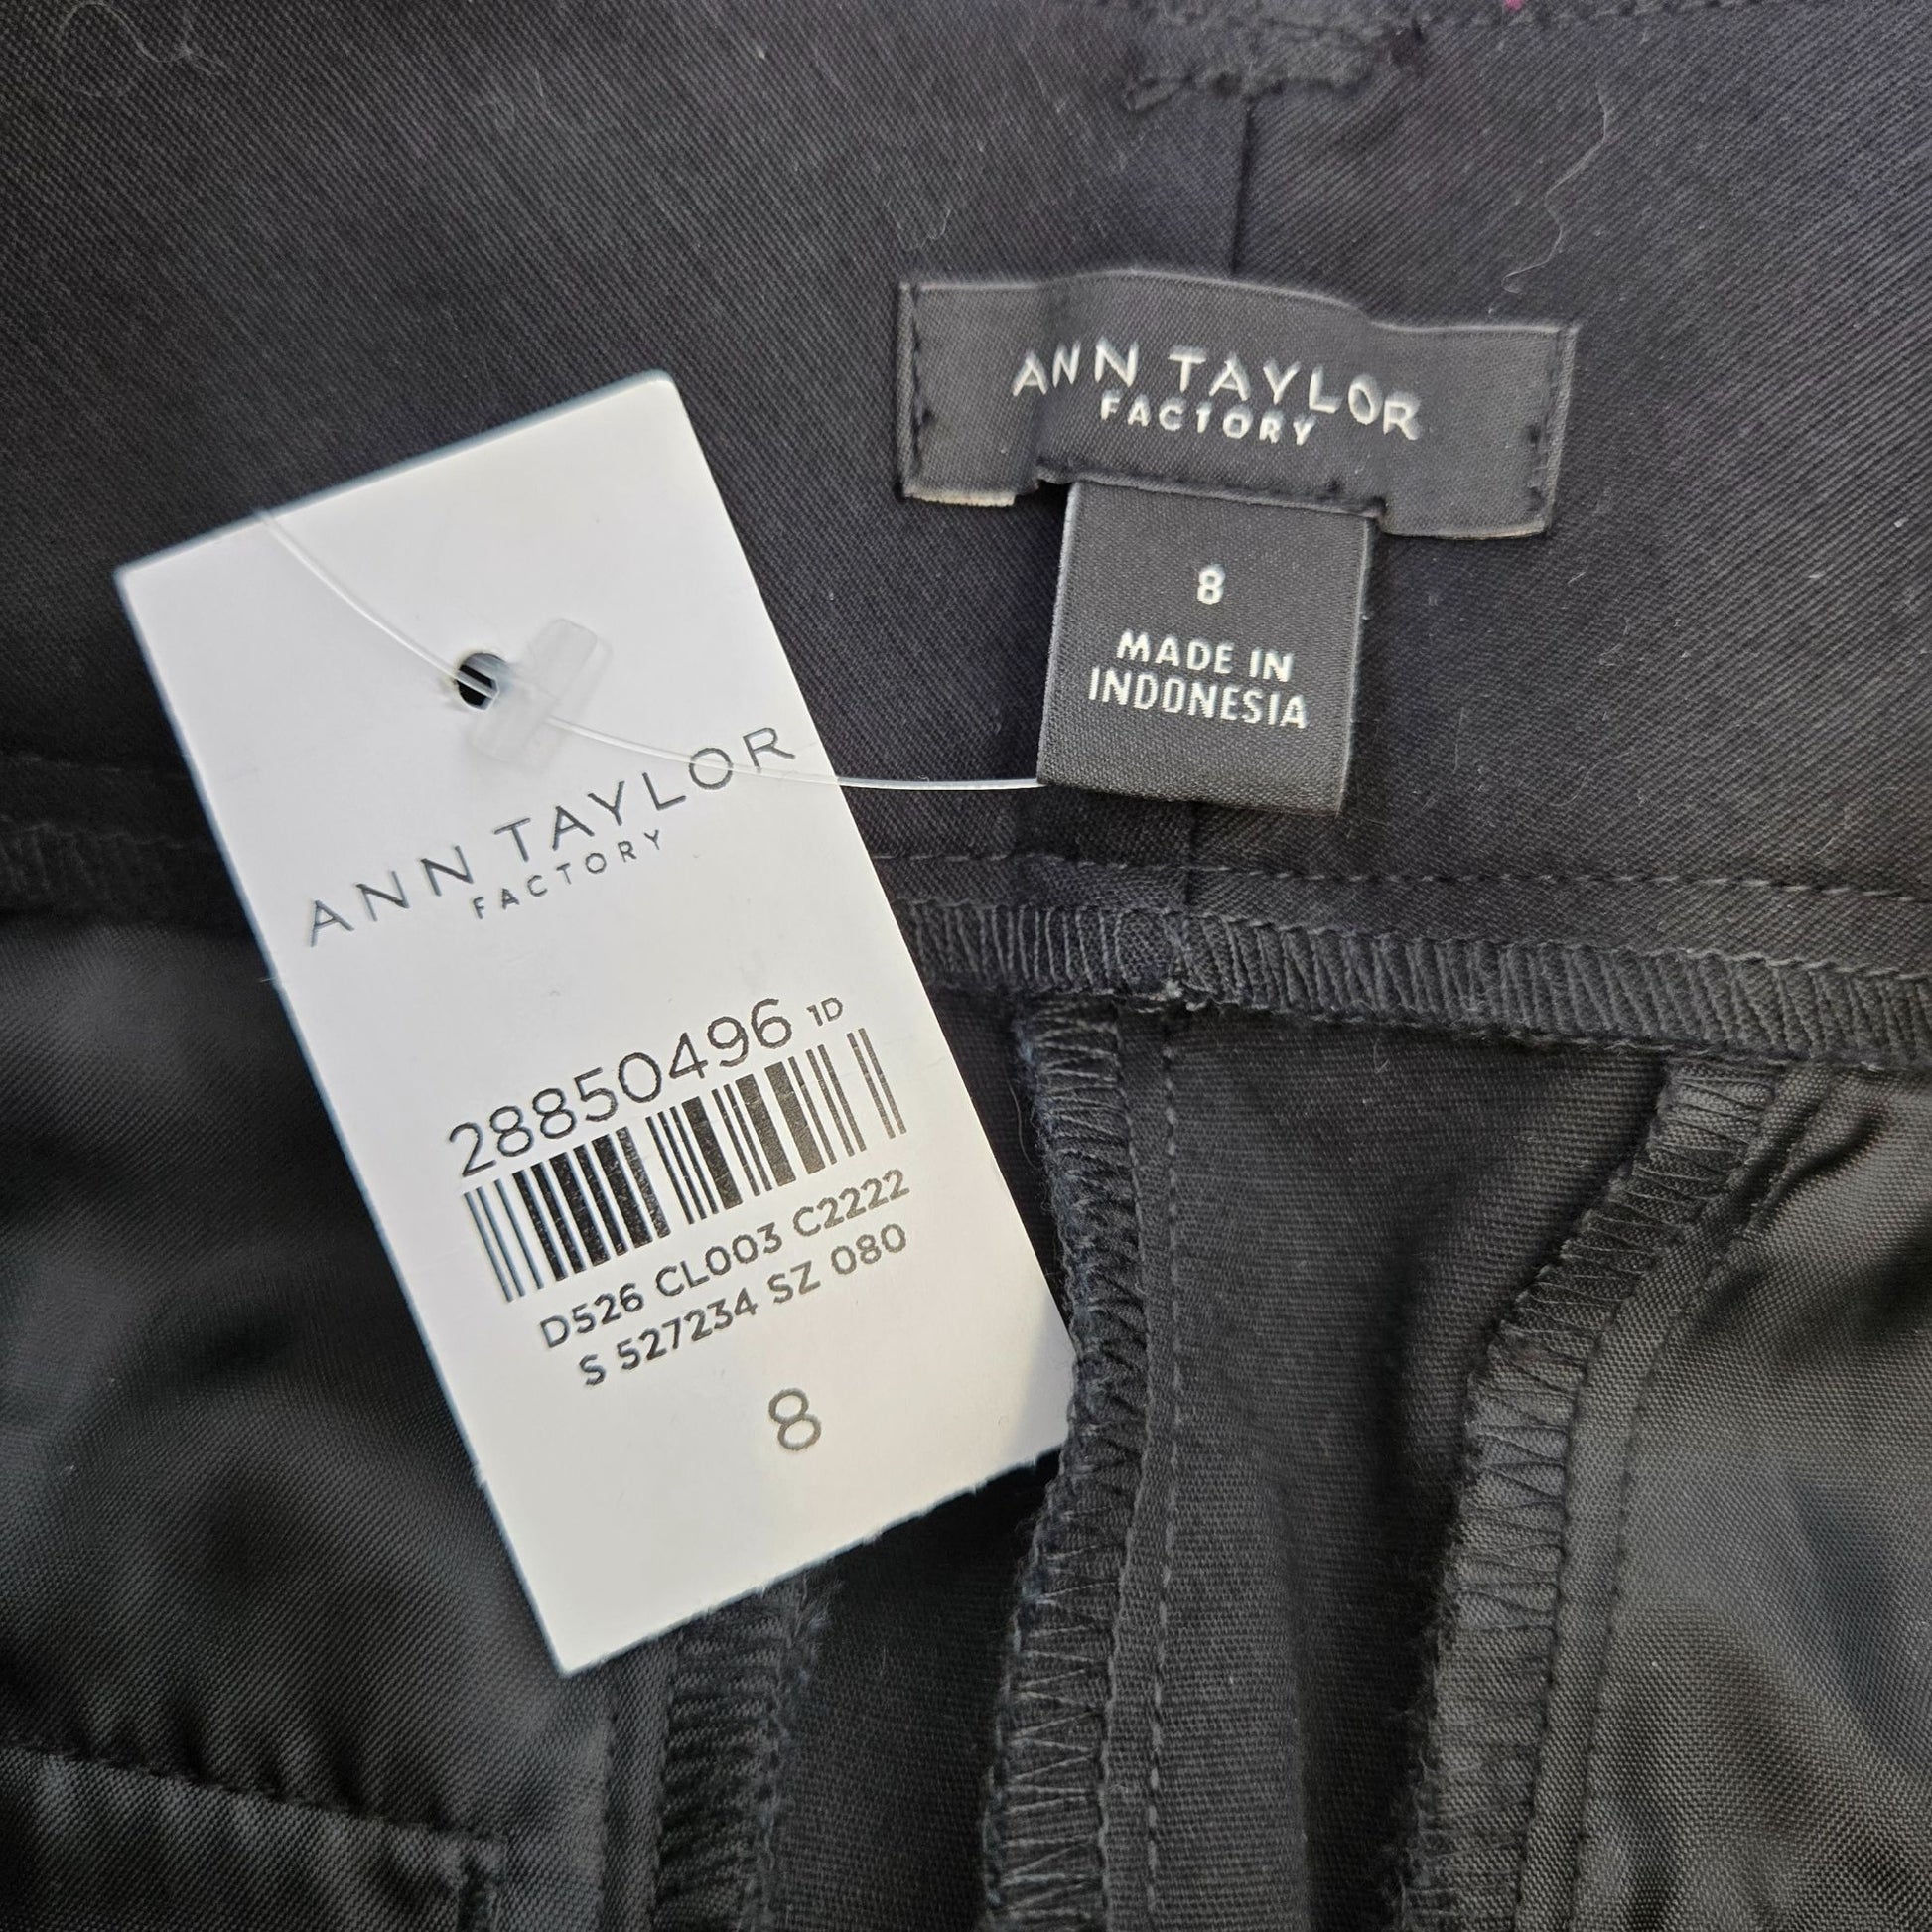 ANN TAYLOR
FACTORY
8
MADE IN
INDONESIA
ANN TAYLOR
FACTORY
28850496 1D
D526 CL003 C2222
S 527234 SZ 080
8